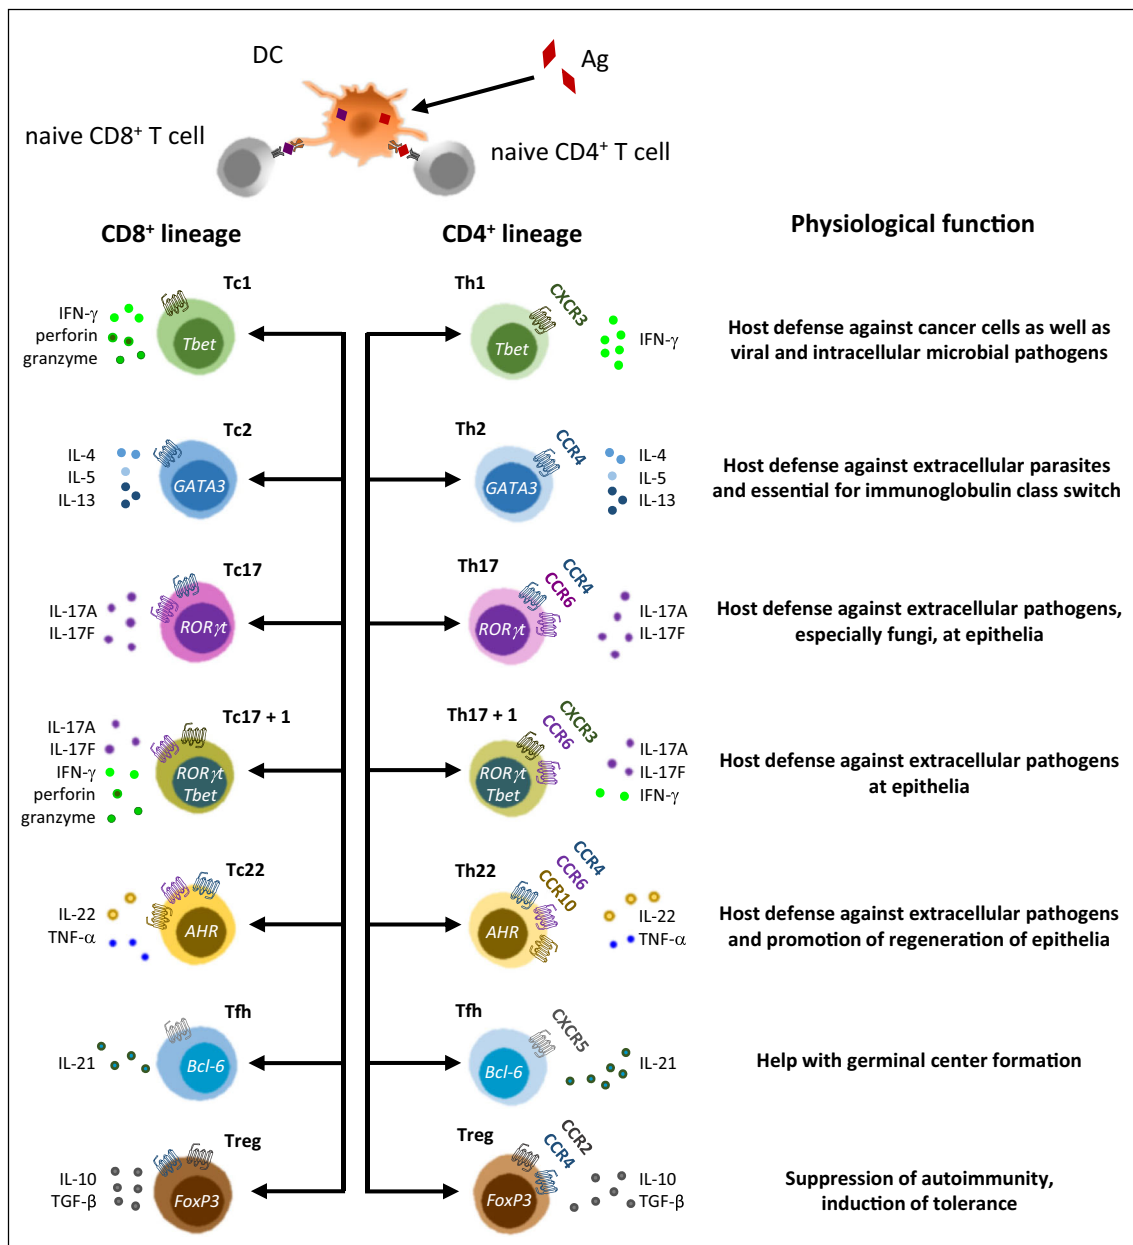 DC
Ag
naive CD8+ T cell
naive CD4+ T cell
CD8+ lineage
CD4+ lineage
Physiological function
Tc1
IFN-γ
perforin
granzyme
Tbet
Th1
CXCR3
Tbet
IFN-γ
Host defense against cancer cells as well as
viral and intracellular microbial pathogens
Tc2
IL-4
IL-5
IL-13
GATA3
Th2
CCR4
GATA3
IL-4
IL-5
IL-13
Host defense against extracellular parasites
and essential for immunoglobulin class switch
Tc17
IL-17A
IL-17F
RORγt
Th17
CCR4
CCR6
RORγt
IL-17A
IL-17F
Host defense against extracellular pathogens,
especially fungi, at epithelia
Tc17 + 1
IL-17A
IL-17F
IFN-γ
perforin
granzyme
RORγt
Tbet
Th17 + 1
CXCR3
CCR6
RORγt
Tbet
IL-17A
IL-17F
IFN-γ
Host defense against extracellular pathogens
at epithelia
Tc22
IL-22
TNF-α
AHR
Th22
CCR4
CCR6
CCR10
AHR
IL-22
TNF-α
Host defense against extracellular pathogens
and promotion of regeneration of epithelia
Tfh
IL-21
Bcl-6
Tfh
CXCR5
Bcl-6
IL-21
Help with germinal center formation
Treg
IL-10
TGF-β
FoxP3
Treg
CCR2
CCR4
FoxP3
IL-10
TGF-β
Suppression of autoimmunity,
induction of tolerance